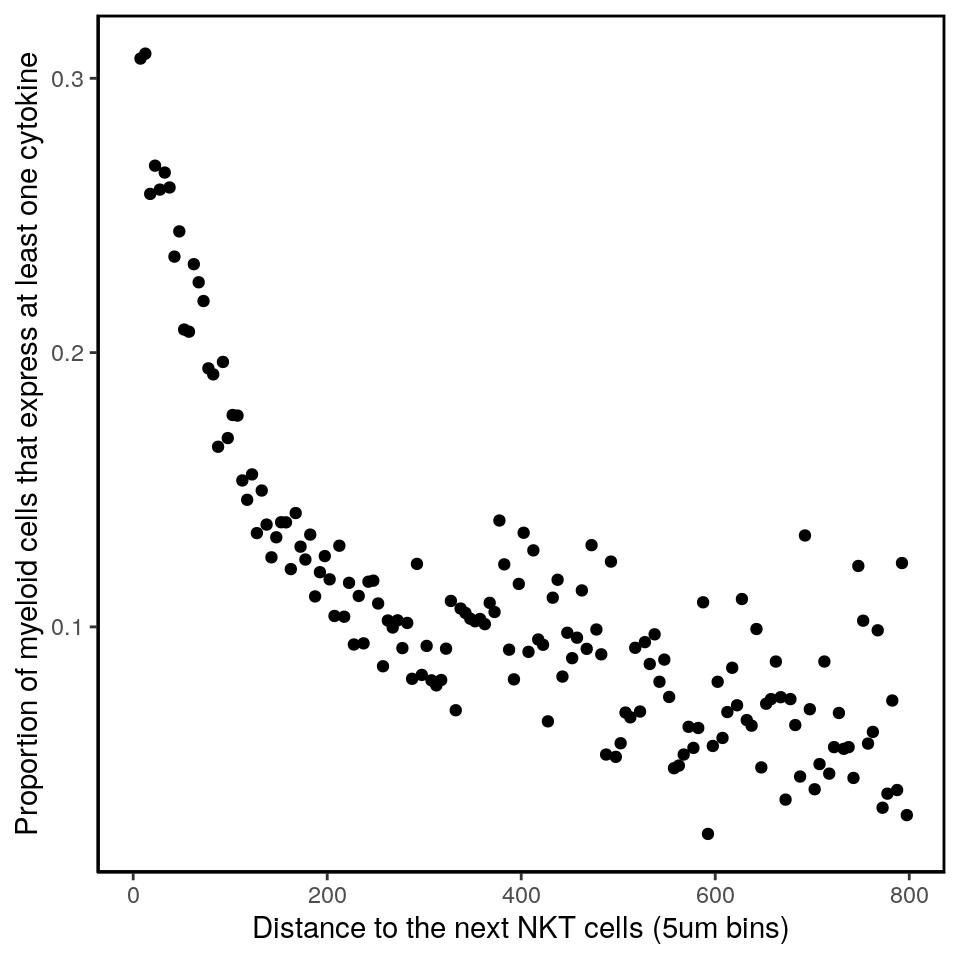 Proportion of myeloid cells that express at least one cytokine
0.3
0.2
0.1
0 200 400 600 800
Distance to the next NKT cells (5um bins)